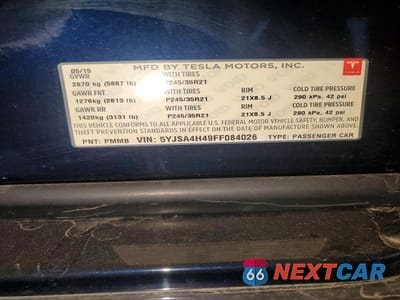 MFD BY TESLA MOTORS, INC.
05/15
GVWR WITH TIRES
2670 kg (5887 lb) P245/35R21
GAWR FRT WITH TIRES RIM COLD TIRE PRESSURE
1276kg (2813 lb) P245/35R21 21X8.5 J 290 kPa, 42 psi
GAWR RR WITH TIRES RIM COLD TIRE PRESSURE
1420kg (3131 lb) P245/35R21 21X8.5 J 290 kPa, 42 psi
THIS VEHICLE CONFORMS TO ALL APPLICABLE U.S. FEDERAL MOTOR VEHICLE SAFETY, BUMPER, AND
THEFT PREVENTION STANDARDS IN EFFECT ON THE DATE OF MANUFACTURE SHOWN ABOVE.
PNT: PMMB VIN: 5YJSA4H49FF084026 TYPE: PASSENGER CAR
TESLA
66 NEXTCAR